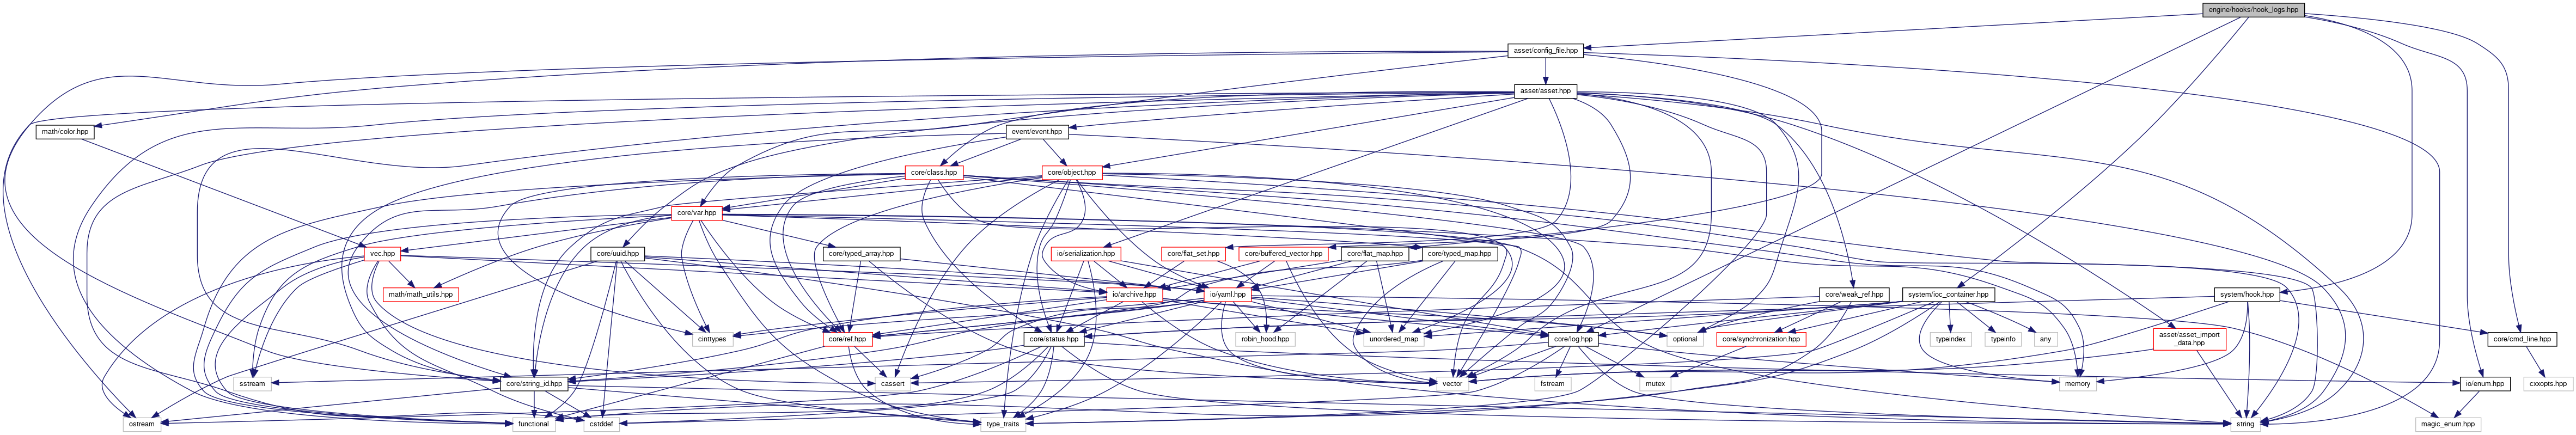 engine/hooks/hook_logs.hpp
asset/config_file.hpp
asset/asset.hpp
math/color.hpp
event/event.hpp
core/class.hpp
core/object.hpp
core/var.hpp
vec.hpp
core/uuid.hpp
core/typed_array.hpp
io/serialization.hpp
core/flat_set.hpp
core/buffered_vector.hpp
core/flat_map.hpp
core/typed_map.hpp
math/math_utils.hpp
io/archive.hpp
io/yaml.hpp
core/weak_ref.hpp
system/ioc_container.hpp
system/hook.hpp
cinttypes
core/ref.hpp
core/status.hpp
robin_hood.hpp
unordered_map
core/log.hpp
optional
core/synchronization.hpp
typeindex
typeinfo
any
asset/asset_import
_data.hpp
core/cmd_line.hpp
sstream
core/string_id.hpp
cassert
vector
fstream
mutex
memory
io/enum.hpp
cxxopts.hpp
ostream
functional
cstddef
type_traits
string
magic_enum.hpp